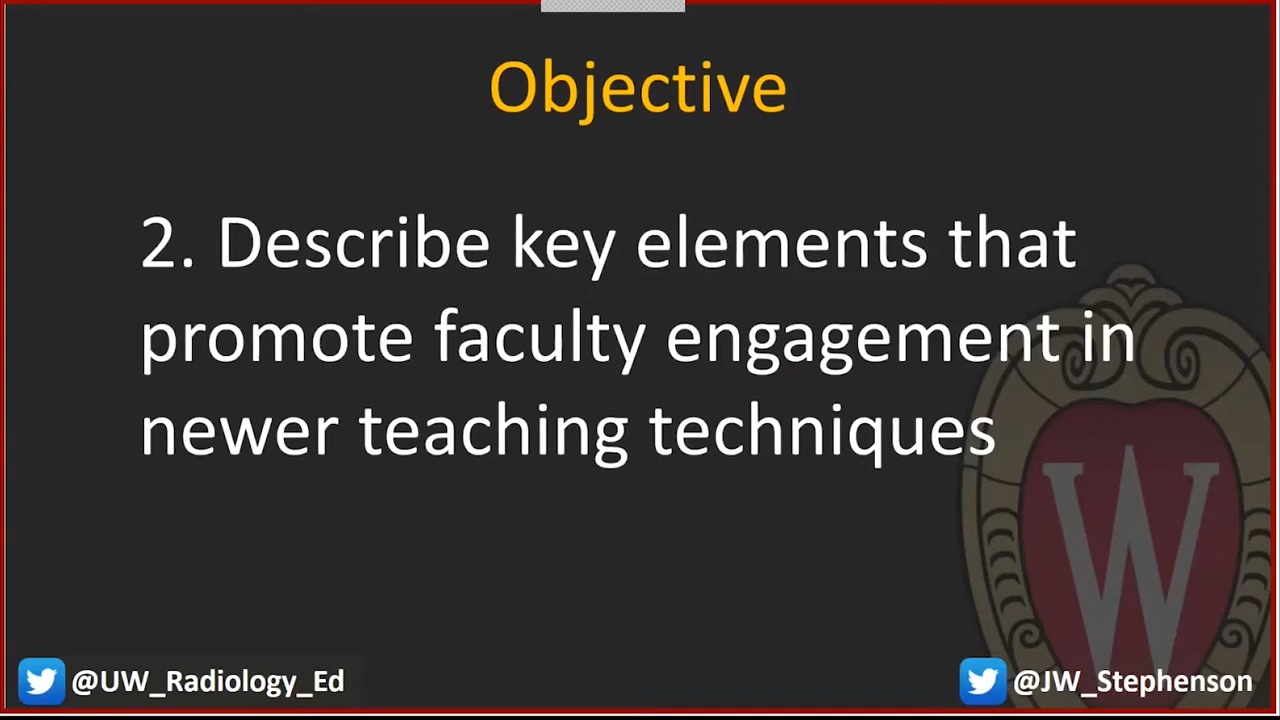 Objective
2. Describe key elements that
promote faculty engagement in
newer teaching techniques
W
@UW_Radiology_Ed
@JW_Stephenson